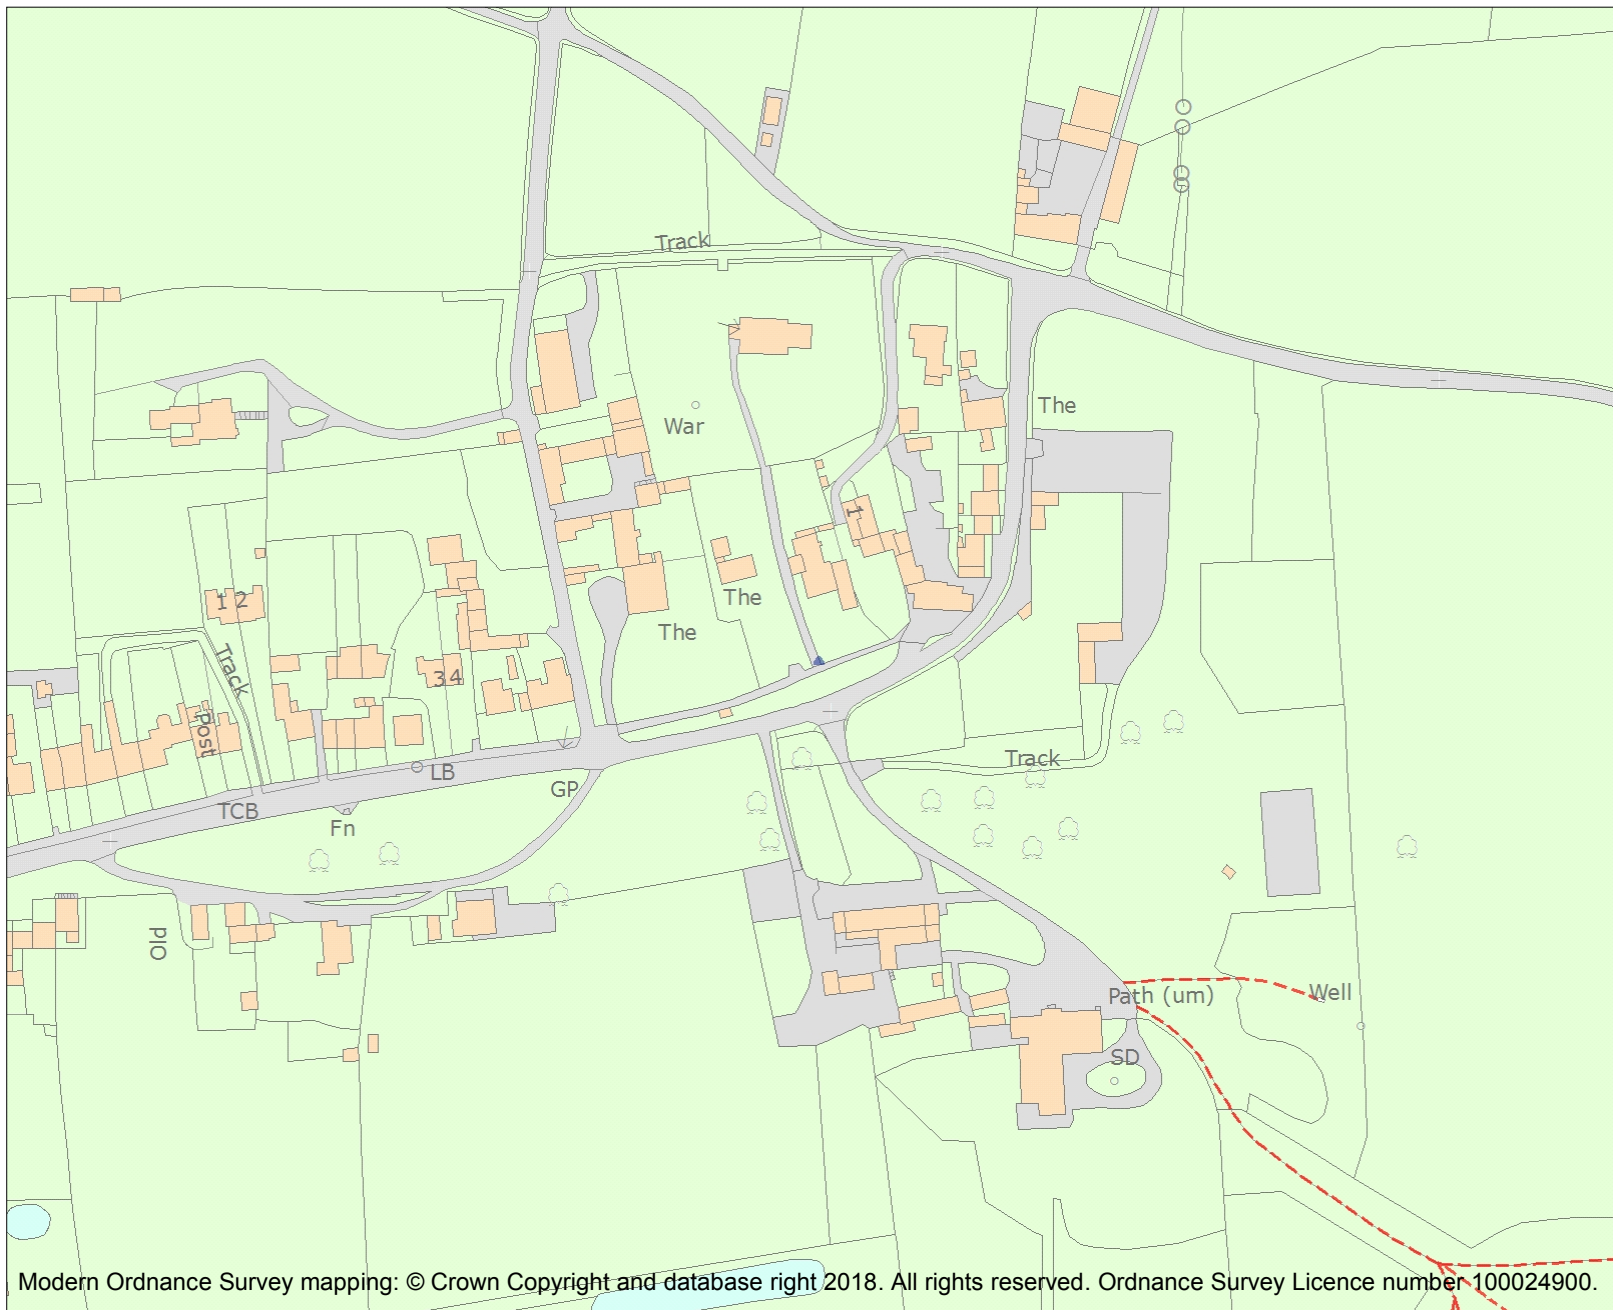 Track
The
War
1
The
1 2
The
Track
3 4
Post
Track
LB
GP
TCB
Fn
Old
Path (um)
Well
SD
Modern Ordnance Survey mapping: © Crown Copyright and database right 2018. All rights reserved. Ordnance Survey Licence number 100024900.